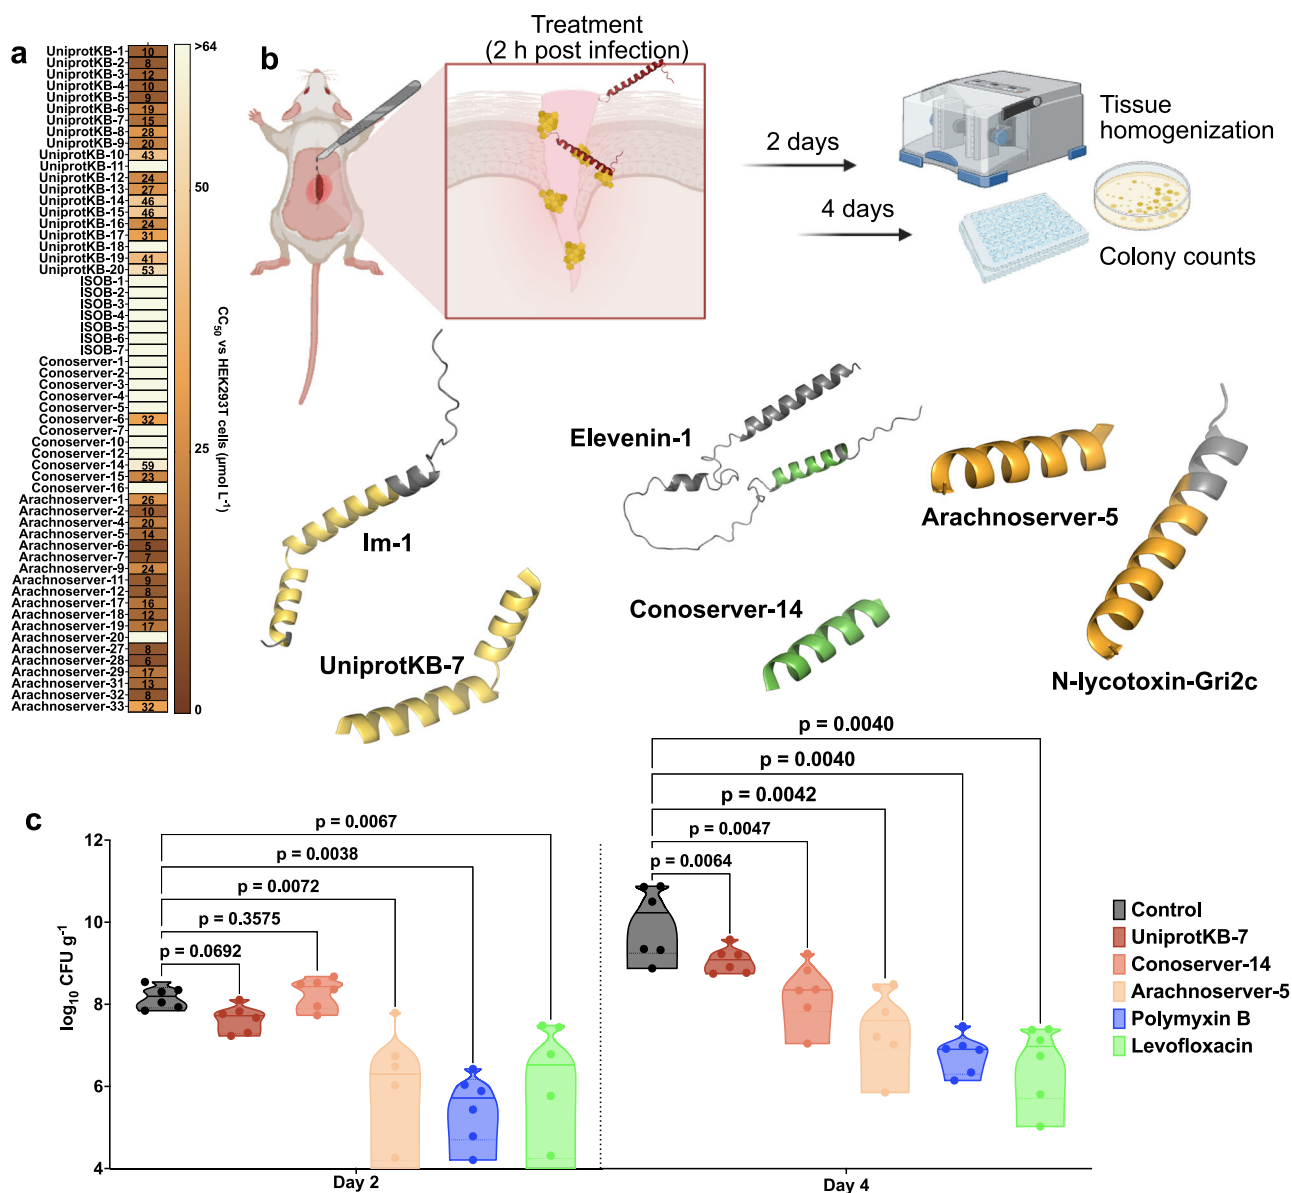 a
UniprotKB-1 10
UniprotKB-2 8
UniprotKB-3 12
UniprotKB-4 10
UniprotKB-5 9
UniprotKB-6 19
UniprotKB-7 15
UniprotKB-8 28
UniprotKB-9 20
UniprotKB-10 43
UniprotKB-11
UniprotKB-12 24
UniprotKB-13 27
UniprotKB-14 46
UniprotKB-15 46
UniprotKB-16 24
UniprotKB-17 31
UniprotKB-18
UniprotKB-19 41
UniprotKB-20 53
ISOB-1
ISOB-2
ISOB-3
ISOB-4
ISOB-5
ISOB-6
ISOB-7
Conoserver-1
Conoserver-2
Conoserver-3
Conoserver-4
Conoserver-5
Conoserver-6 32
Conoserver-7
Conoserver-10
Conoserver-12
Conoserver-14 59
Conoserver-15 23
Conoserver-16
Arachnoserver-1 26
Arachnoserver-2 10
Arachnoserver-4 20
Arachnoserver-5 14
Arachnoserver-6 5
Arachnoserver-7 7
Arachnoserver-9 24
Arachnoserver-11 9
Arachnoserver-12 8
Arachnoserver-17 16
Arachnoserver-18 12
Arachnoserver-19 17
Arachnoserver-20
Arachnoserver-27 8
Arachnoserver-28 6
Arachnoserver-29 17
Arachnoserver-31 13
Arachnoserver-32 8
Arachnoserver-33 32
>64
50
25
0
CC50 vs HEK293T cells (μmol L-1)
b
Treatment
(2 h post infection)
2 days
4 days
Tissue
homogenization
Colony counts
Im-1
UniprotKB-7
Elevenin-1
Conoserver-14
Arachnoserver-5
N-lycotoxin-Gri2c
c
log10 CFU g-1
12
10
8
6
4
p = 0.0067
p = 0.0038
p = 0.0072
p = 0.3575
p = 0.0692
p = 0.0040
p = 0.0040
p = 0.0042
p = 0.0047
p = 0.0064
Day 2
Day 4
Control
UniprotKB-7
Conoserver-14
Arachnoserver-5
Polymyxin B
Levofloxacin